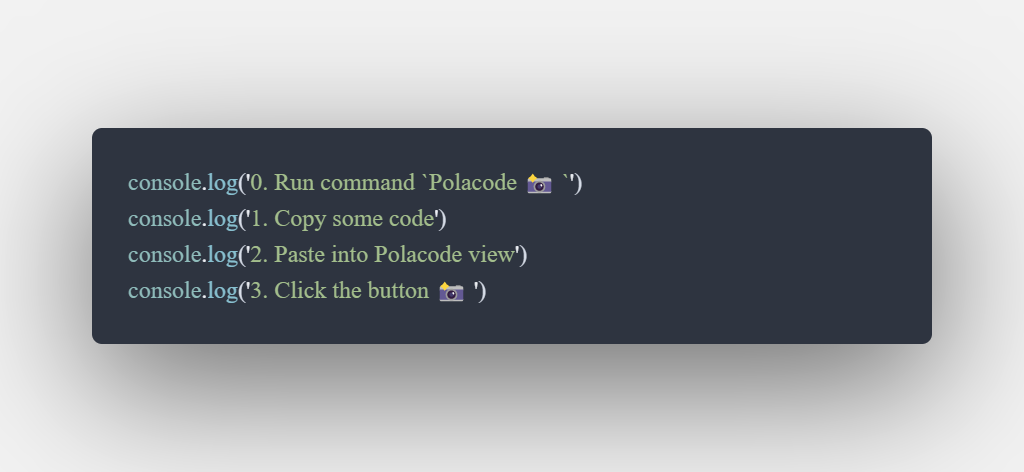 console.log('0. Run command `Polacode 📸 `')
console.log('1. Copy some code')
console.log('2. Paste into Polacode view')
console.log('3. Click the button 📸 ')